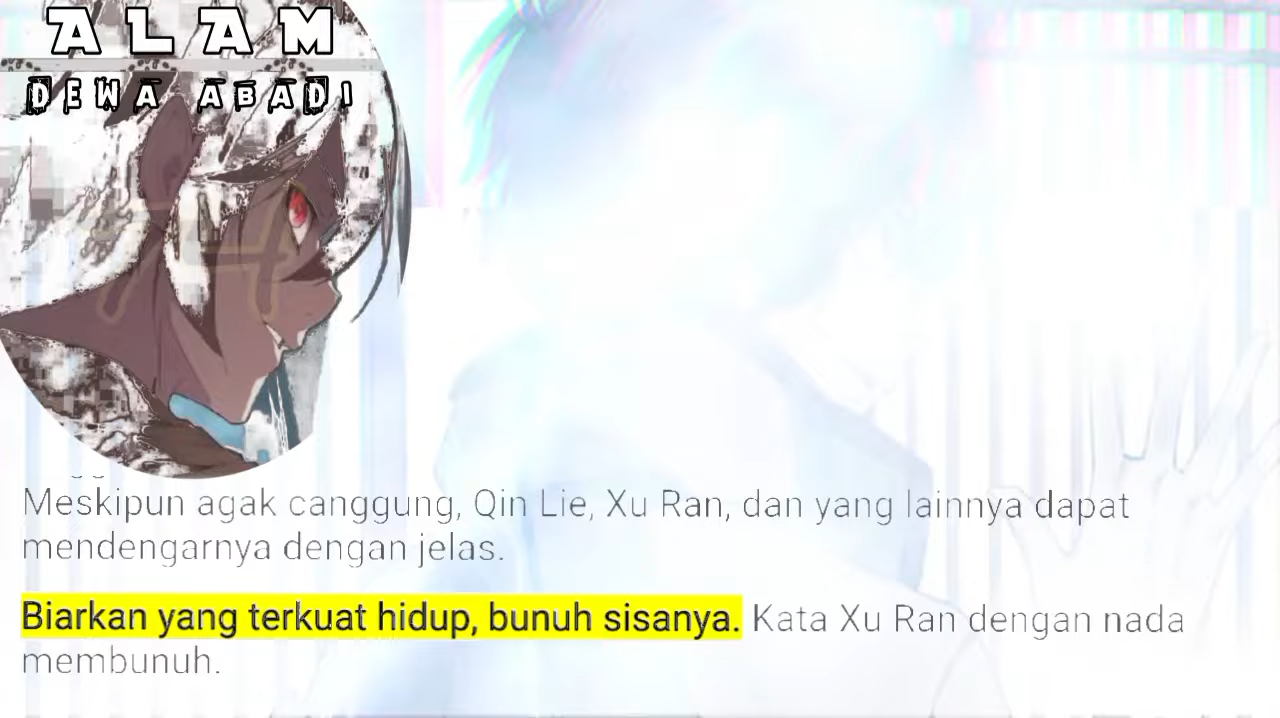 ALAM
DEWA ABADI
Meskipun agak canggung, Qin Lie, Xu Ran, dan yang lainnya dapat
mendengarnya dengan jelas.
Biarkan yang terkuat hidup, bunuh sisanya. Kata Xu Ran dengan nada
membunuh.